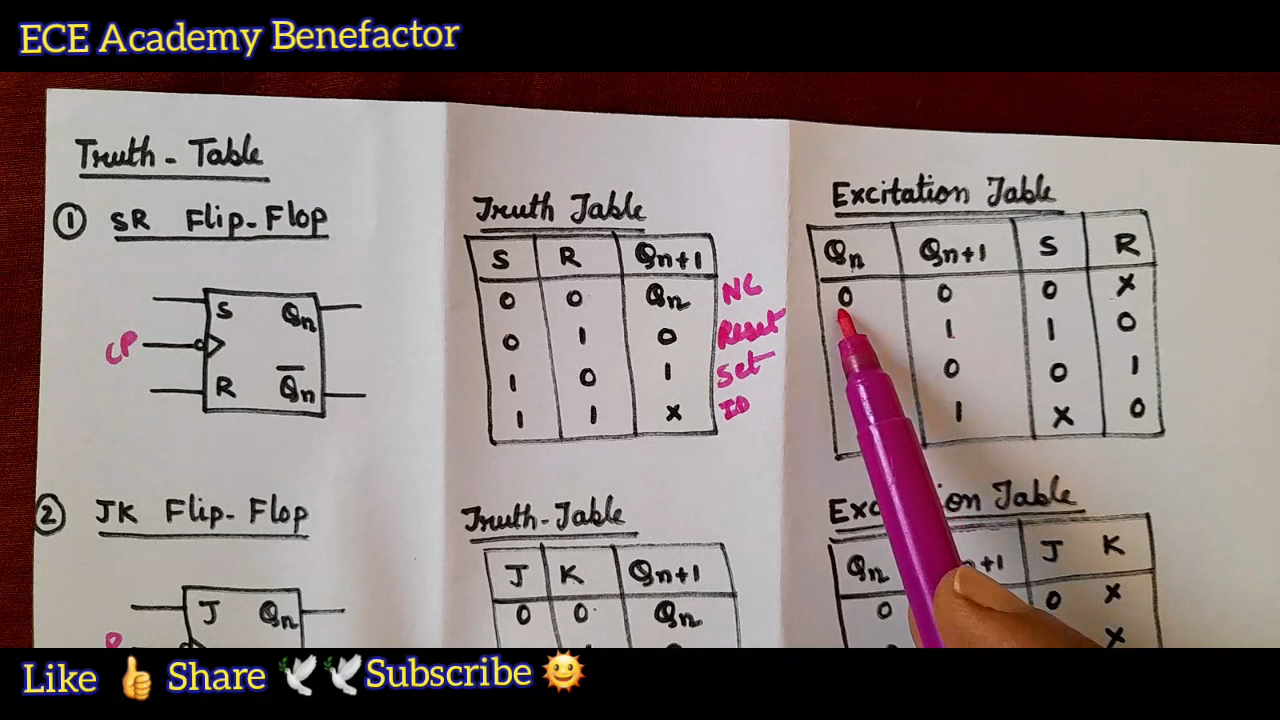 ECE Academy Benefactor
Truth-Table
① SR Flip-Flop
S Qn
CP
R Q̅n
Truth Table
S R Qn+1
0 0 Qn NC
0 1 0 Reset
1 0 1 Set
1 1 X ID
Excitation Table
Qn Qn+1 S R
0 0 0 X
1 1 0
0 0 1
1 X 0
② JK Flip-Flop
J Qn
Truth-Table
J K Qn+1
0 0 Qn
Table
Qn n+1 J K
0 0 X
X
Like 👍 Share 🕊🕊 Subscribe 🌞